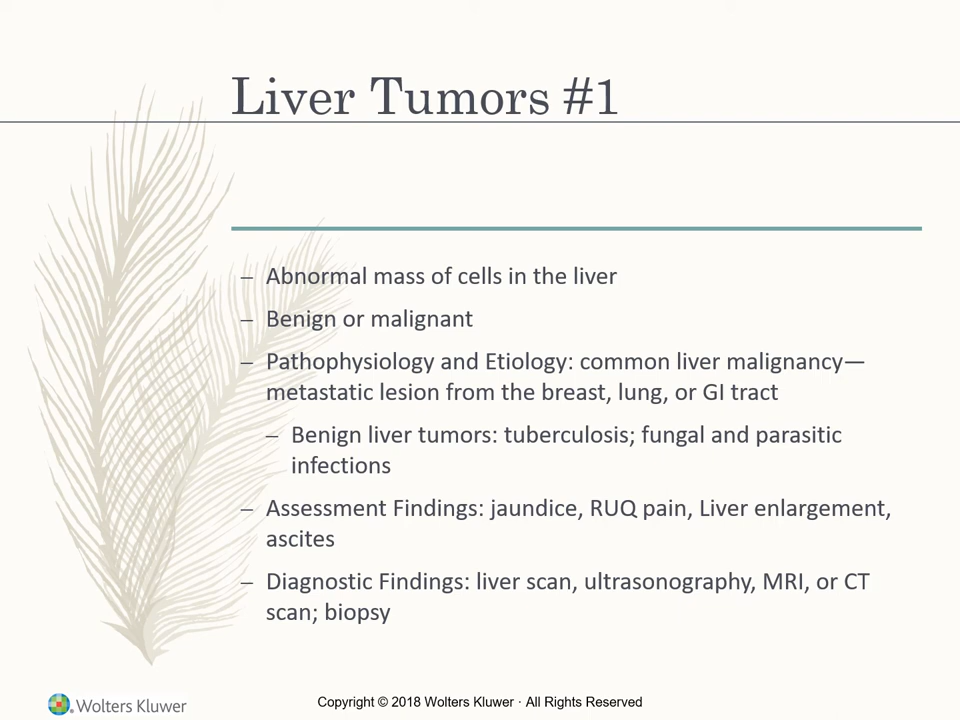 Liver Tumors #1
– Abnormal mass of cells in the liver
– Benign or malignant
– Pathophysiology and Etiology: common liver malignancy—
metastatic lesion from the breast, lung, or GI tract
– Benign liver tumors: tuberculosis; fungal and parasitic
infections
– Assessment Findings: jaundice, RUQ pain, Liver enlargement,
ascites
– Diagnostic Findings: liver scan, ultrasonography, MRI, or CT
scan; biopsy
Wolters Kluwer
Copyright © 2018 Wolters Kluwer · All Rights Reserved